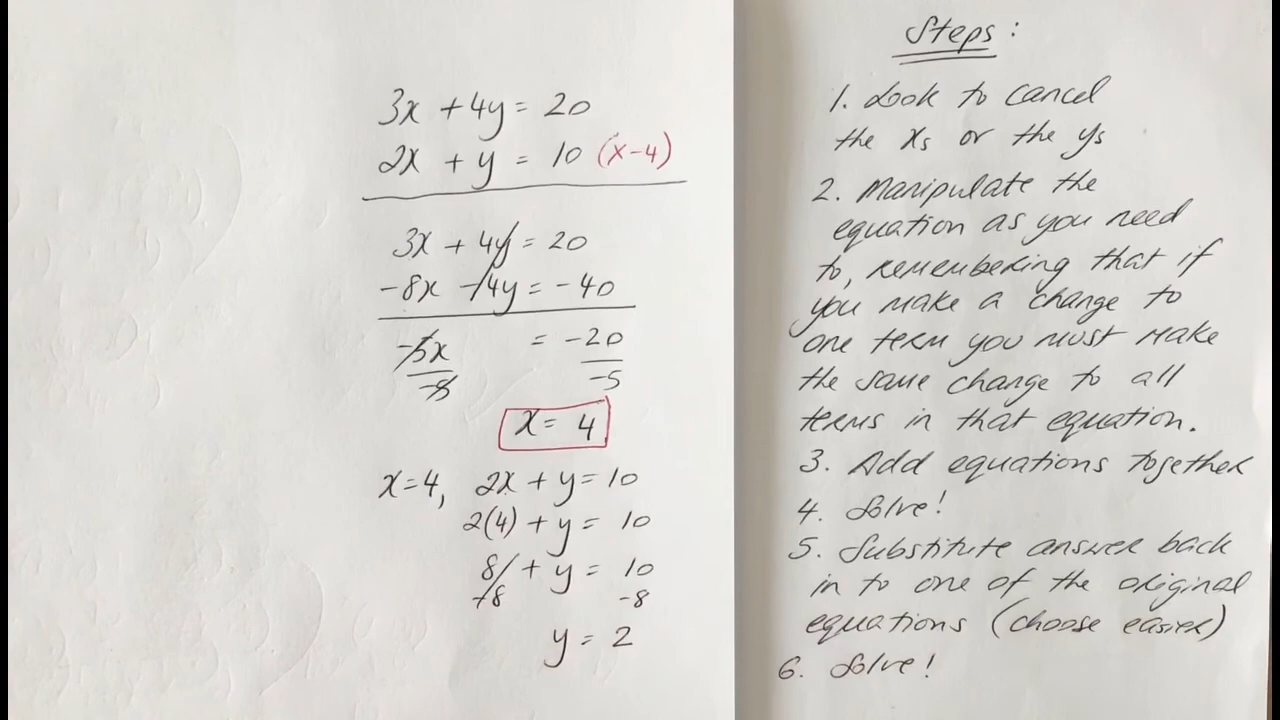 3x + 4y = 20
2x + y = 10 (x-4)
3x + 4y = 20
-8x - 4y = -40
-5x = -20
-5 -5
x = 4
x=4, 2x + y = 10
2(4) + y = 10
8 + y = 10
-8 -8
y = 2
Steps:
1. Look to cancel
the xs or the ys
2. Manipulate the
equation as you need
to, remembering that if
you make a change to
one term you must make
the same change to all
terms in that equation.
3. Add equations together
4. Solve!
5. Substitute answer back
in to one of the original
equations (choose easier)
6. Solve!